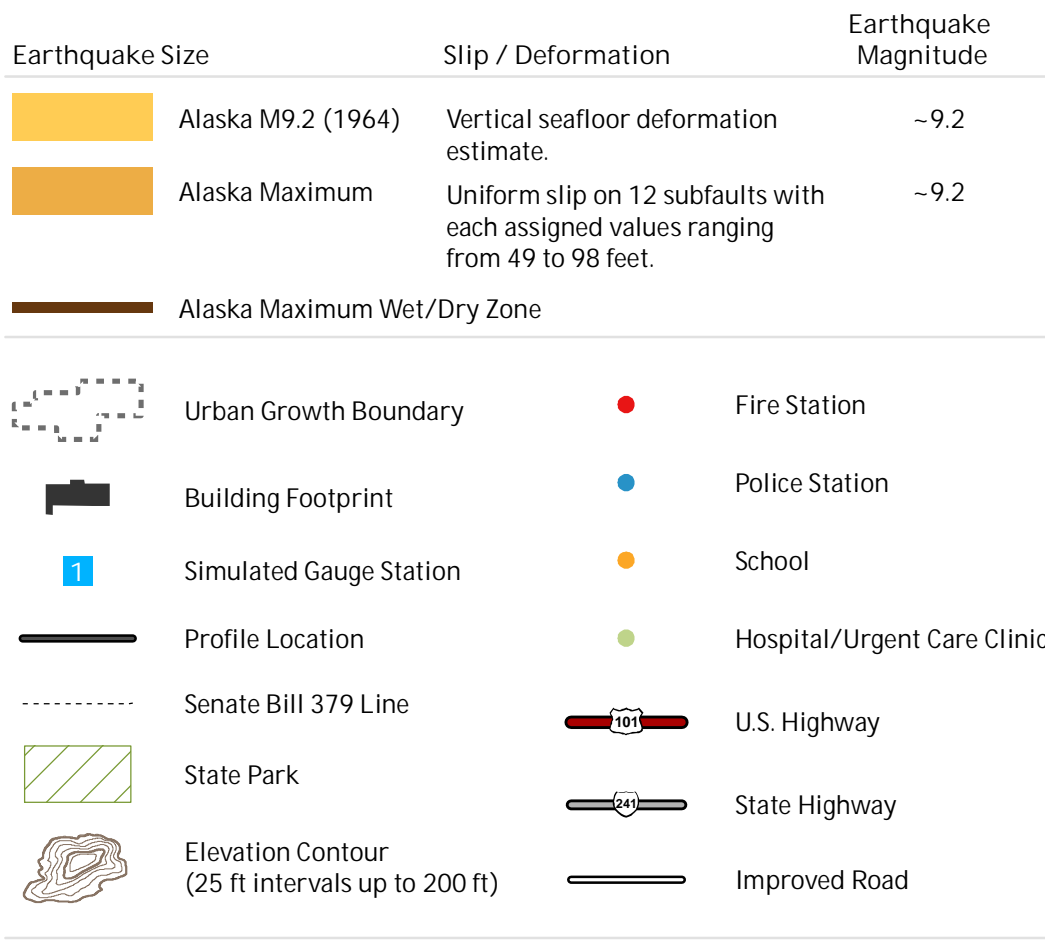 Earthquake Size Slip / Deformation Earthquake Magnitude
Alaska M9.2 (1964) Vertical seafloor deformation ~9.2
estimate.
Alaska Maximum Uniform slip on 12 subfaults with ~9.2
each assigned values ranging
from 49 to 98 feet.
Alaska Maximum Wet/Dry Zone
Urban Growth Boundary
Building Footprint
1 Simulated Gauge Station
Profile Location
Senate Bill 379 Line
State Park
Elevation Contour
(25 ft intervals up to 200 ft)
Fire Station
Police Station
School
Hospital/Urgent Care Clinic
101 U.S. Highway
241 State Highway
Improved Road